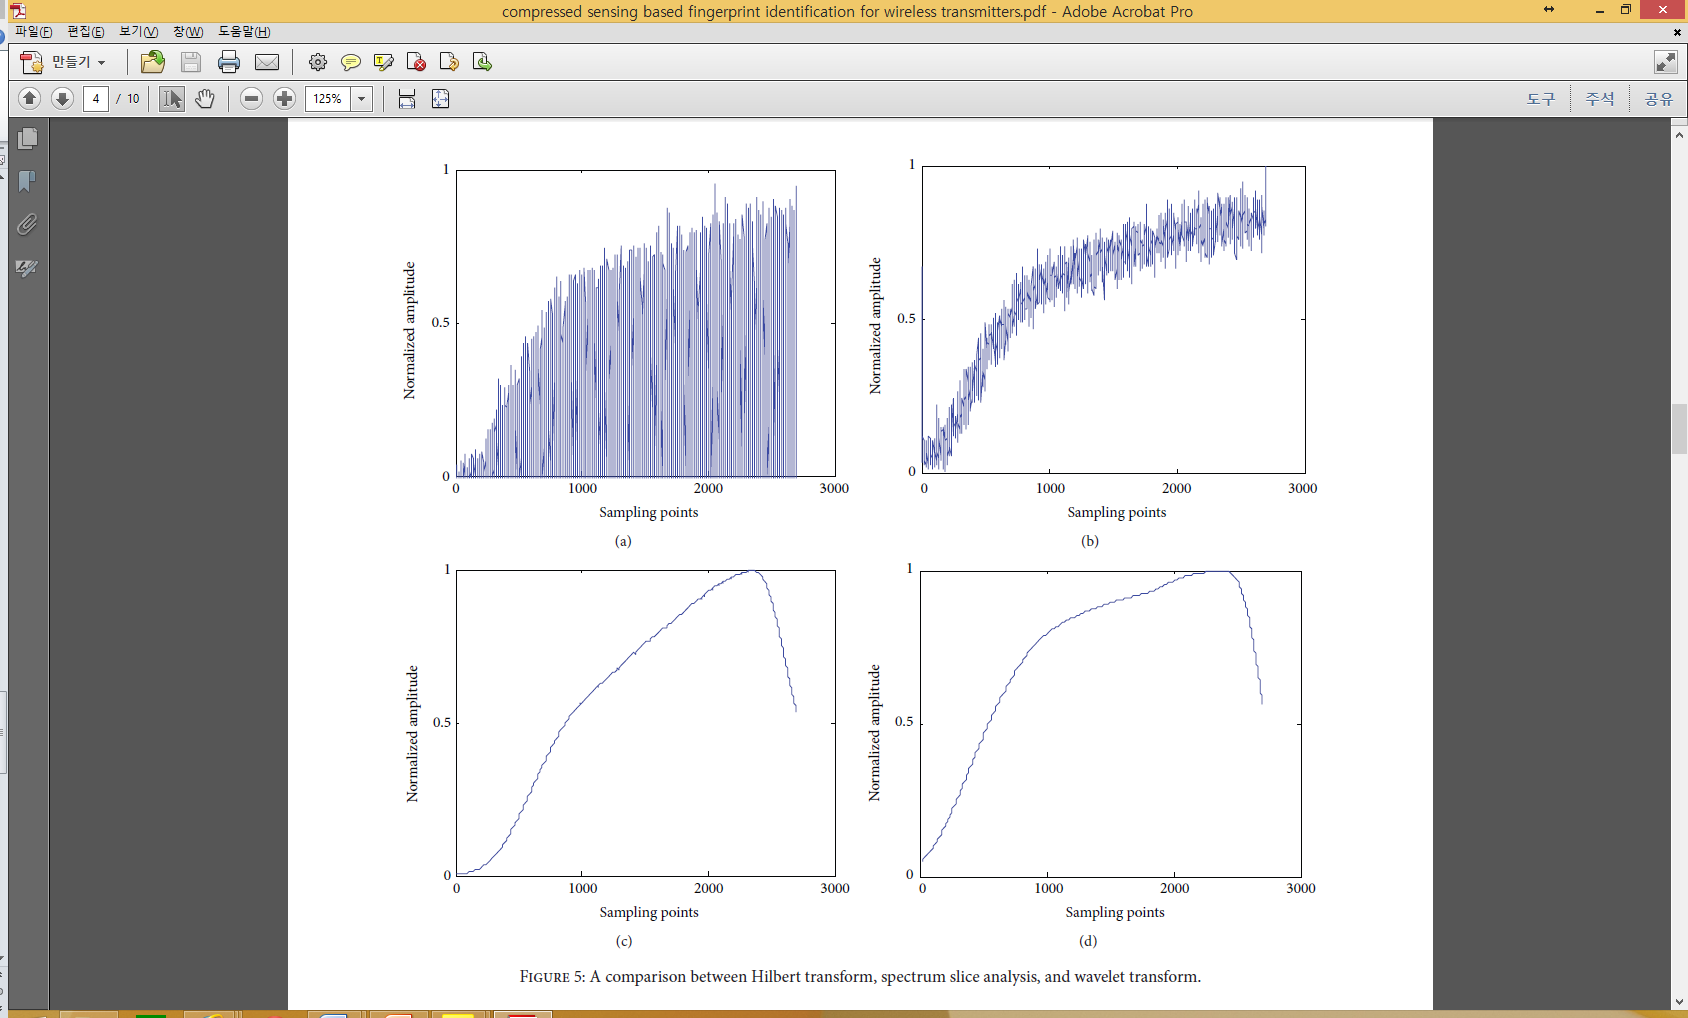 compressed sensing based fingerprint identification for wireless transmitters.pdf - Adobe Acrobat Pro
파일(F) 편집(E) 보기(V) 창(W) 도움말(H)
만들기
4 / 10 125% 도구 주석 공유
1
0.5
0
Normalized amplitude
0 1000 2000 3000
Sampling points
(a)
1
0.5
0
Normalized amplitude
0 1000 2000 3000
Sampling points
(b)
1
0.5
0
Normalized amplitude
0 1000 2000 3000
Sampling points
(c)
1
0.5
0
Normalized amplitude
0 1000 2000 3000
Sampling points
(d)
FIGURE 5: A comparison between Hilbert transform, spectrum slice analysis, and wavelet transform.